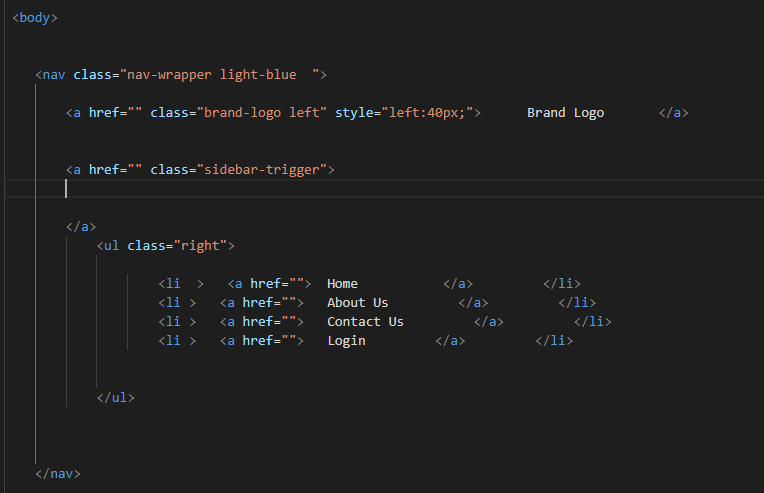 <body>
<nav class="nav-wrapper light-blue  ">
<a href="" class="brand-logo left" style="left:40px;">      Brand Logo       </a>
<a href="" class="sidebar-trigger">
</a>
<ul class="right">
<li  >   <a href="">  Home           </a>         </li>
<li >   <a href="">   About Us         </a>         </li>
<li >   <a href="">   Contact Us         </a>         </li>
<li >   <a href="">   Login         </a>         </li>
</ul>
</nav>